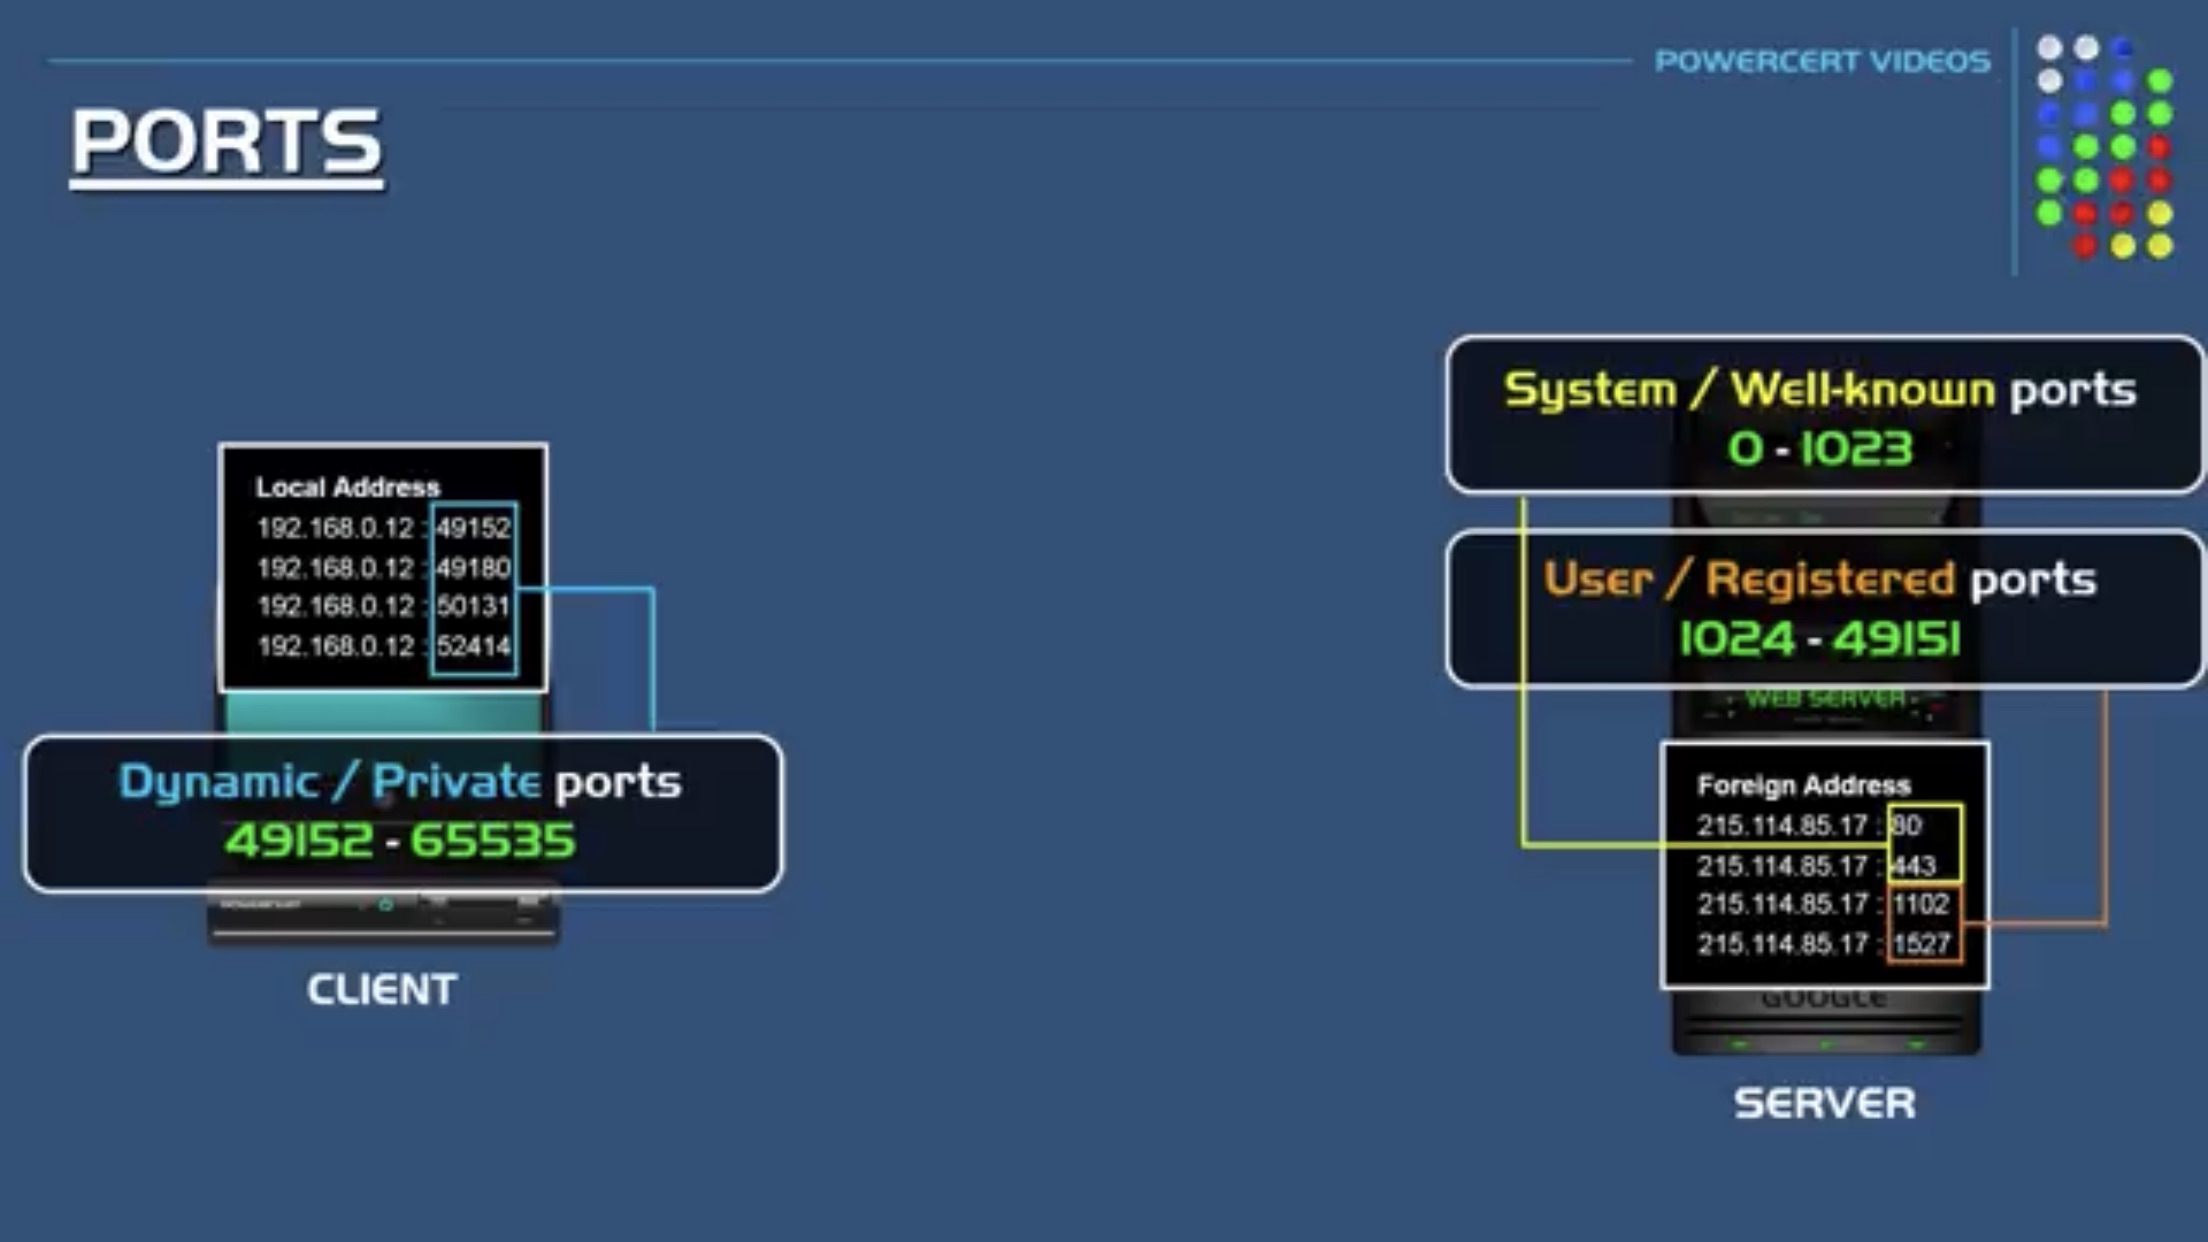 POWERCERT VIDEOS
PORTS
System / Well-known ports
0 - 1023
User / Registered ports
1024 - 49151
Local Address
192.168.0.12 : 49152
192.168.0.12 : 49180
192.168.0.12 : 50131
192.168.0.12 : 52414
Dynamic / Private ports
49152 - 65535
CLIENT
WEB SERVER
Foreign Address
215.114.85.17 : 80
215.114.85.17 : 443
215.114.85.17 : 1102
215.114.85.17 : 1527
GOOGLE
SERVER